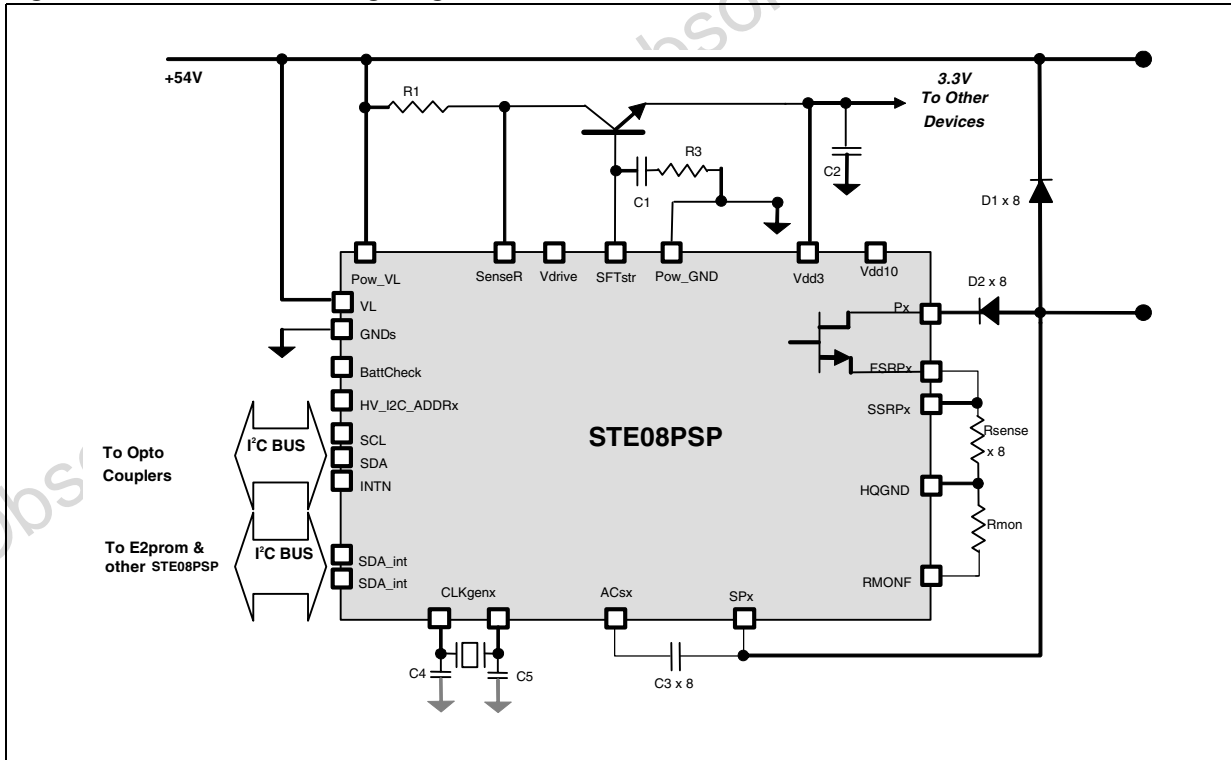 +54V
R1
3.3V
To Other
Devices
R3
C1
C2
D1 x 8
Pow_VL
SenseR
Vdrive
SFTstr
Pow_GND
Vdd3
Vdd10
D2 x 8
VL
Px
GNDs
BattCheck
FSRPx
HV_I2C_ADDRx
SSRPx
STE08PSP
To Opto
Couplers
I²C BUS
SCL
SDA
INTN
Rsense
x 8
HQGND
Rmon
To E2prom &
other STE08PSP
I²C BUS
SDA_int
SDA_int
RMONF
CLKgenx
ACsx
SPx
C4
C5
C3 x 8